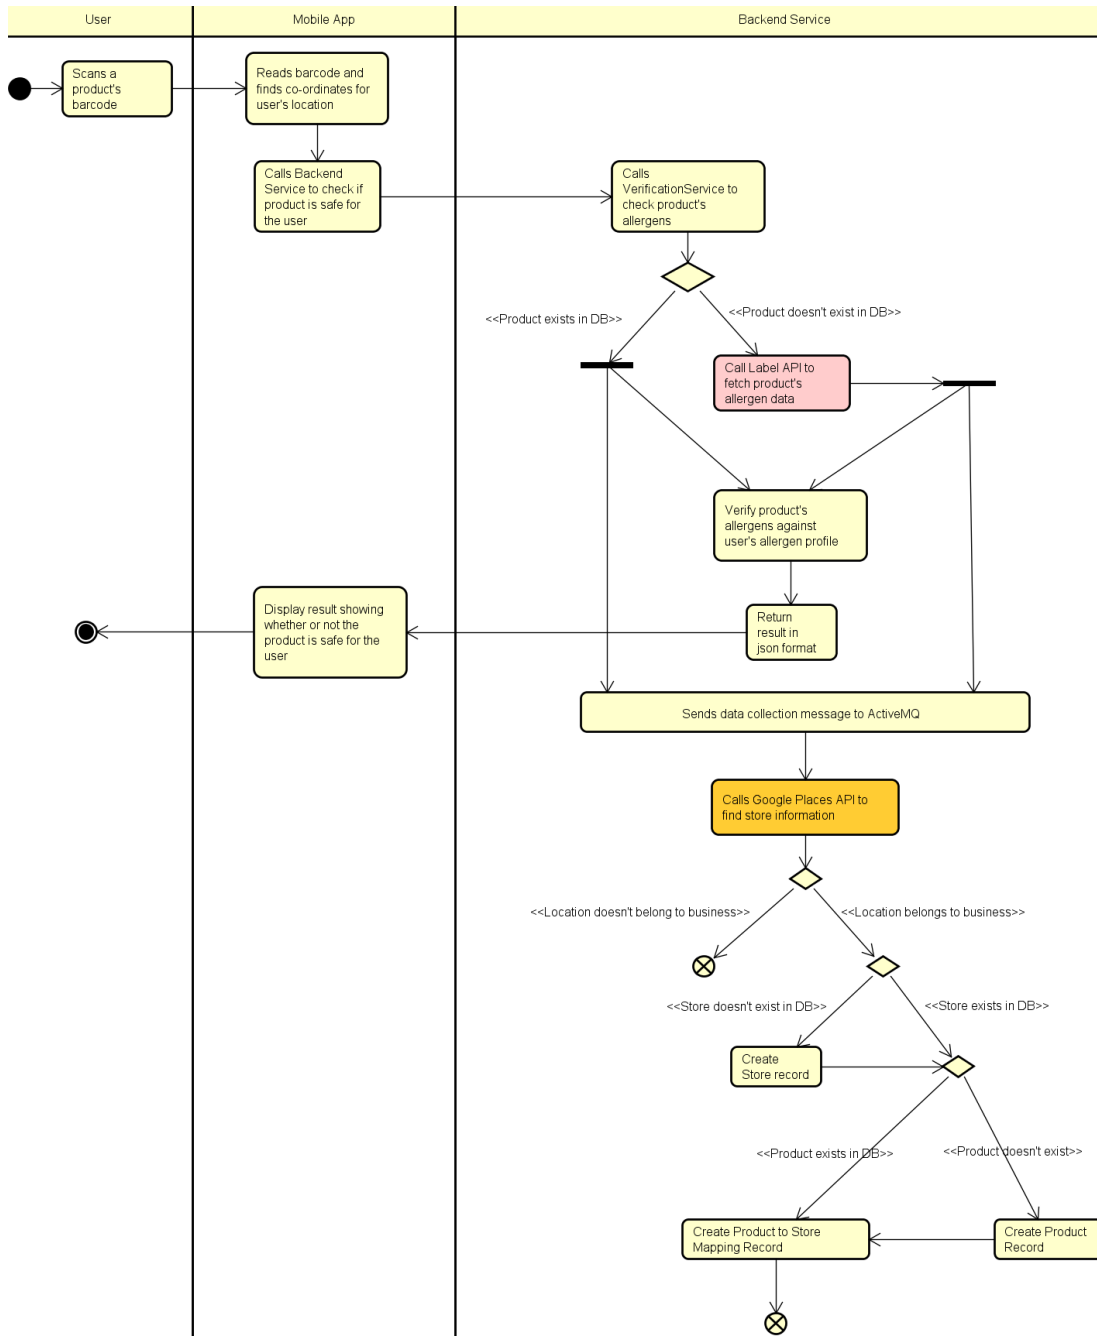 User
Mobile App
Backend Service
Scans a
product's
barcode
Reads barcode and
finds co-ordinates for
user's location
Calls Backend
Service to check if
product is safe for
the user
Calls
VerificationService to
check product's
allergens
<<Product exists in DB>>
<<Product doesn't exist in DB>>
Call Label API to
fetch product's
allergen data
Verify product's
allergens against
user's allergen profile
Display result showing
whether or not the
product is safe for the
user
Return
result in
json format
Sends data collection message to ActiveMQ
Calls Google Places API to
find store information
<<Location doesn't belong to business>>
<<Location belongs to business>>
<<Store doesn't exist in DB>>
<<Store exists in DB>>
Create
Store record
<<Product exists in DB>>
<<Product doesn't exist>>
Create Product to Store
Mapping Record
Create Product
Record